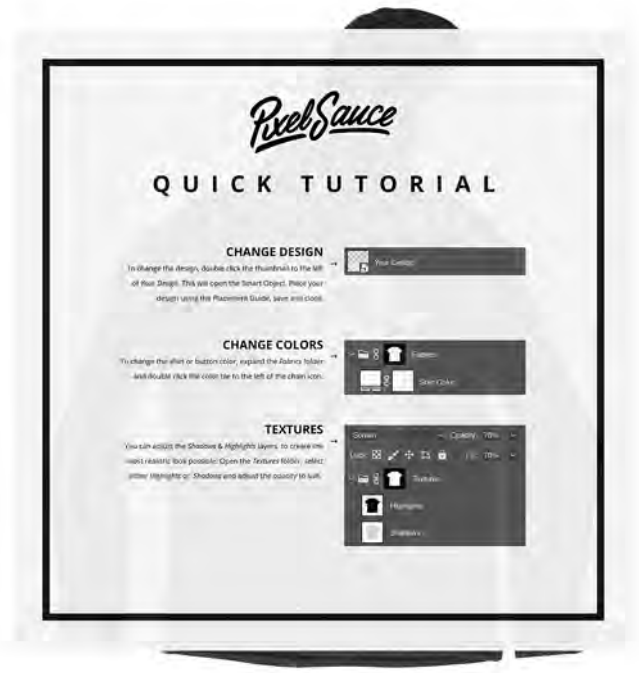 PixelSauce
QUICK TUTORIAL
CHANGE DESIGN
To change the design, double click the thumbnail to the left
of Your Design. This will open the Smart Object. Place your
design using the Placement Guide, save and close.
Your Design
CHANGE COLORS
To change the shirt or button color, expand the Fabrics folder
and double click the color tile to the left of the chain icon.
Fabrics
Shirt Color
TEXTURES
You can adjust the Shadows & Highlights layers, to create the
most realistic look possible. Open the Textures folder, select
either Highlights or Shadows and adjust the opacity to suit.
Screen Opacity: 70%
Lock: Fill: 70%
Textures
Highlights
Shadows